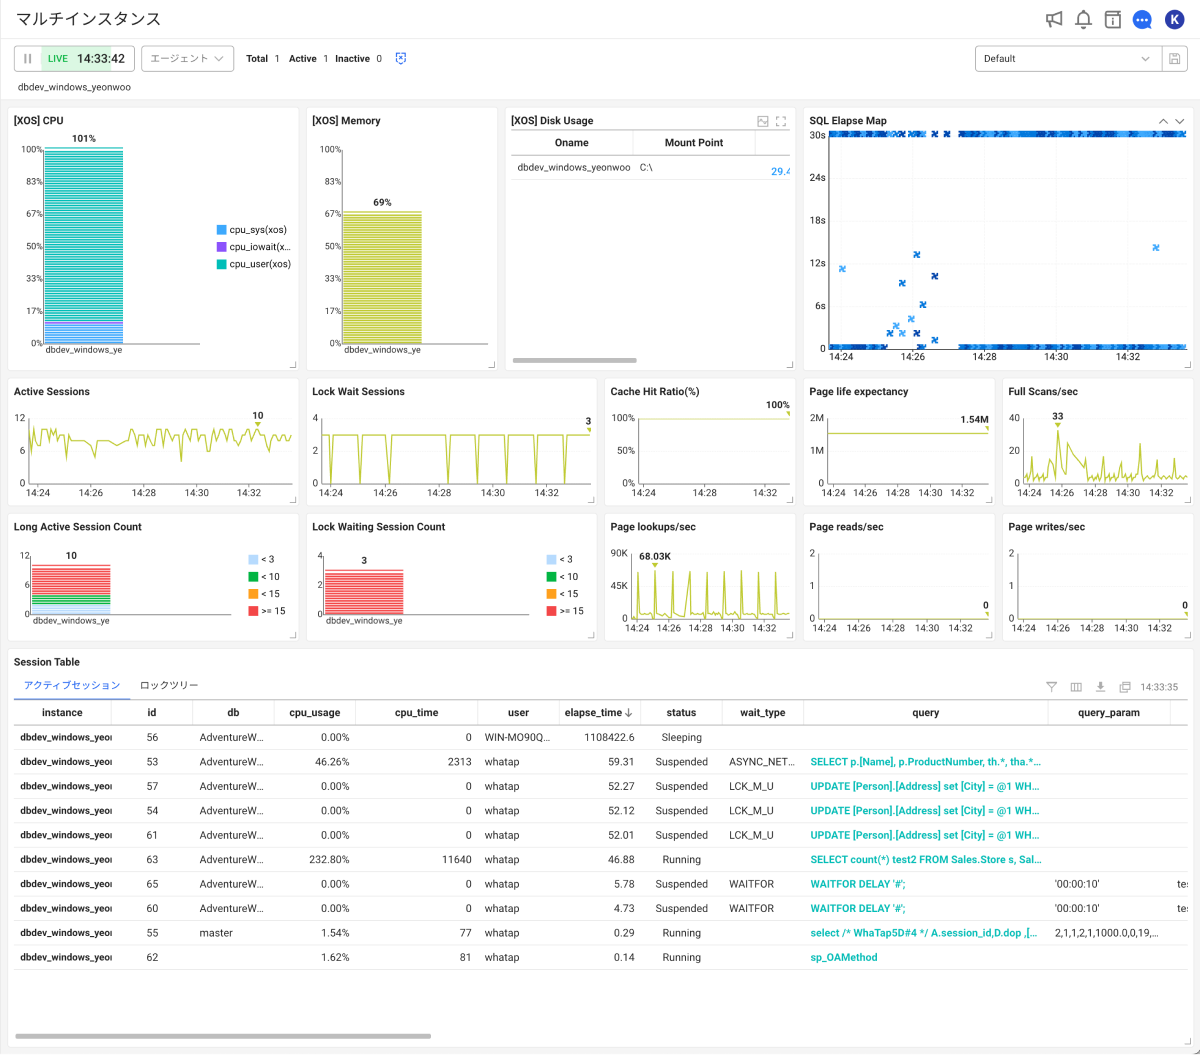 マルチインスタンス
K
LIVE 14:33:42 エージェント Total 1 Active 1 Inactive 0 Default
dbdev_windows_yeonwoo
[XOS] CPU
101%
100%
83%
67%
50%
33%
17%
0%
dbdev_windows_ye
cpu_sys(xos)
cpu_iowait(x...
cpu_user(xos)
[XOS] Memory
100%
83%
69%
67%
50%
33%
17%
0%
dbdev_windows_ye
[XOS] Disk Usage
Oname Mount Point
dbdev_windows_yeonwoo C:\ 29.4
SQL Elapse Map
30s
24s
18s
12s
6s
0
14:24 14:26 14:28 14:30 14:32
Active Sessions
10
12
6
0
14:24 14:26 14:28 14:30 14:32
Lock Wait Sessions
4
3
2
0
14:24 14:26 14:28 14:30 14:32
Cache Hit Ratio(%)
100%
100%
50%
0%
14:24 14:28 14:32
Page life expectancy
2M
1.54M
1M
0
14:24 14:26 14:28 14:30 14:32
Full Scans/sec
40
33
20
0
14:24 14:26 14:28 14:30 14:32
Long Active Session Count
12
10
6
0
dbdev_windows_ye
< 3
< 10
< 15
>= 15
Lock Waiting Session Count
4
3
2
0
dbdev_windows_ye
< 3
< 10
< 15
>= 15
Page lookups/sec
90K
68.03K
45K
0
14:24 14:26 14:28 14:30 14:32
Page reads/sec
2
1
0
0
14:24 14:26 14:28 14:30 14:32
Page writes/sec
2
1
0
0
14:24 14:26 14:28 14:30 14:32
Session Table
アクティブセッション ロックツリー 14:33:35
instance id db cpu_usage cpu_time user elapse_time ↓ status wait_type query query_param
dbdev_windows_yeon 56 AdventureW... 0.00% 0 WIN-MO90Q... 1108422.6 Sleeping
dbdev_windows_yeon 53 AdventureW... 46.26% 2313 whatap 59.31 Suspended ASYNC_NET... SELECT p.[Name], p.ProductNumber, th.*, tha.*...
dbdev_windows_yeon 57 AdventureW... 0.00% 0 whatap 52.27 Suspended LCK_M_U UPDATE [Person].[Address] set [City] = @1 WH...
dbdev_windows_yeon 54 AdventureW... 0.00% 0 whatap 52.12 Suspended LCK_M_U UPDATE [Person].[Address] set [City] = @1 WH...
dbdev_windows_yeon 61 AdventureW... 0.00% 0 whatap 52.01 Suspended LCK_M_U UPDATE [Person].[Address] set [City] = @1 WH...
dbdev_windows_yeon 63 AdventureW... 232.80% 11640 whatap 46.88 Running SELECT count(*) test2 FROM Sales.Store s, Sal...
dbdev_windows_yeon 65 AdventureW... 0.00% 0 whatap 5.78 Suspended WAITFOR WAITFOR DELAY '#'; '00:00:10' tes
dbdev_windows_yeon 60 AdventureW... 0.00% 0 whatap 4.73 Suspended WAITFOR WAITFOR DELAY '#'; '00:00:10' tes
dbdev_windows_yeon 55 master 1.54% 77 whatap 0.29 Running select /* WhaTap5D#4 */ A.session_id,D.dop ,[... 2,1,1,2,1,1000.0,0,19,...
dbdev_windows_yeon 62 1.62% 81 whatap 0.14 Running sp_OAMethod